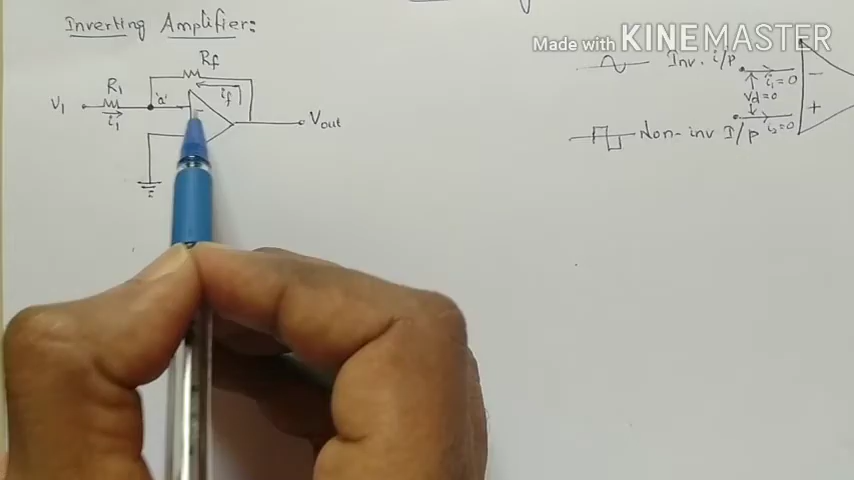 Inverting Amplifier:
Rf
R1
'a'
if
V1
i1
Vout
-
Made with KINEMASTER
Inv. i/p
i1=0
Vd=0
-
+
Non-inv I/p
i2=0